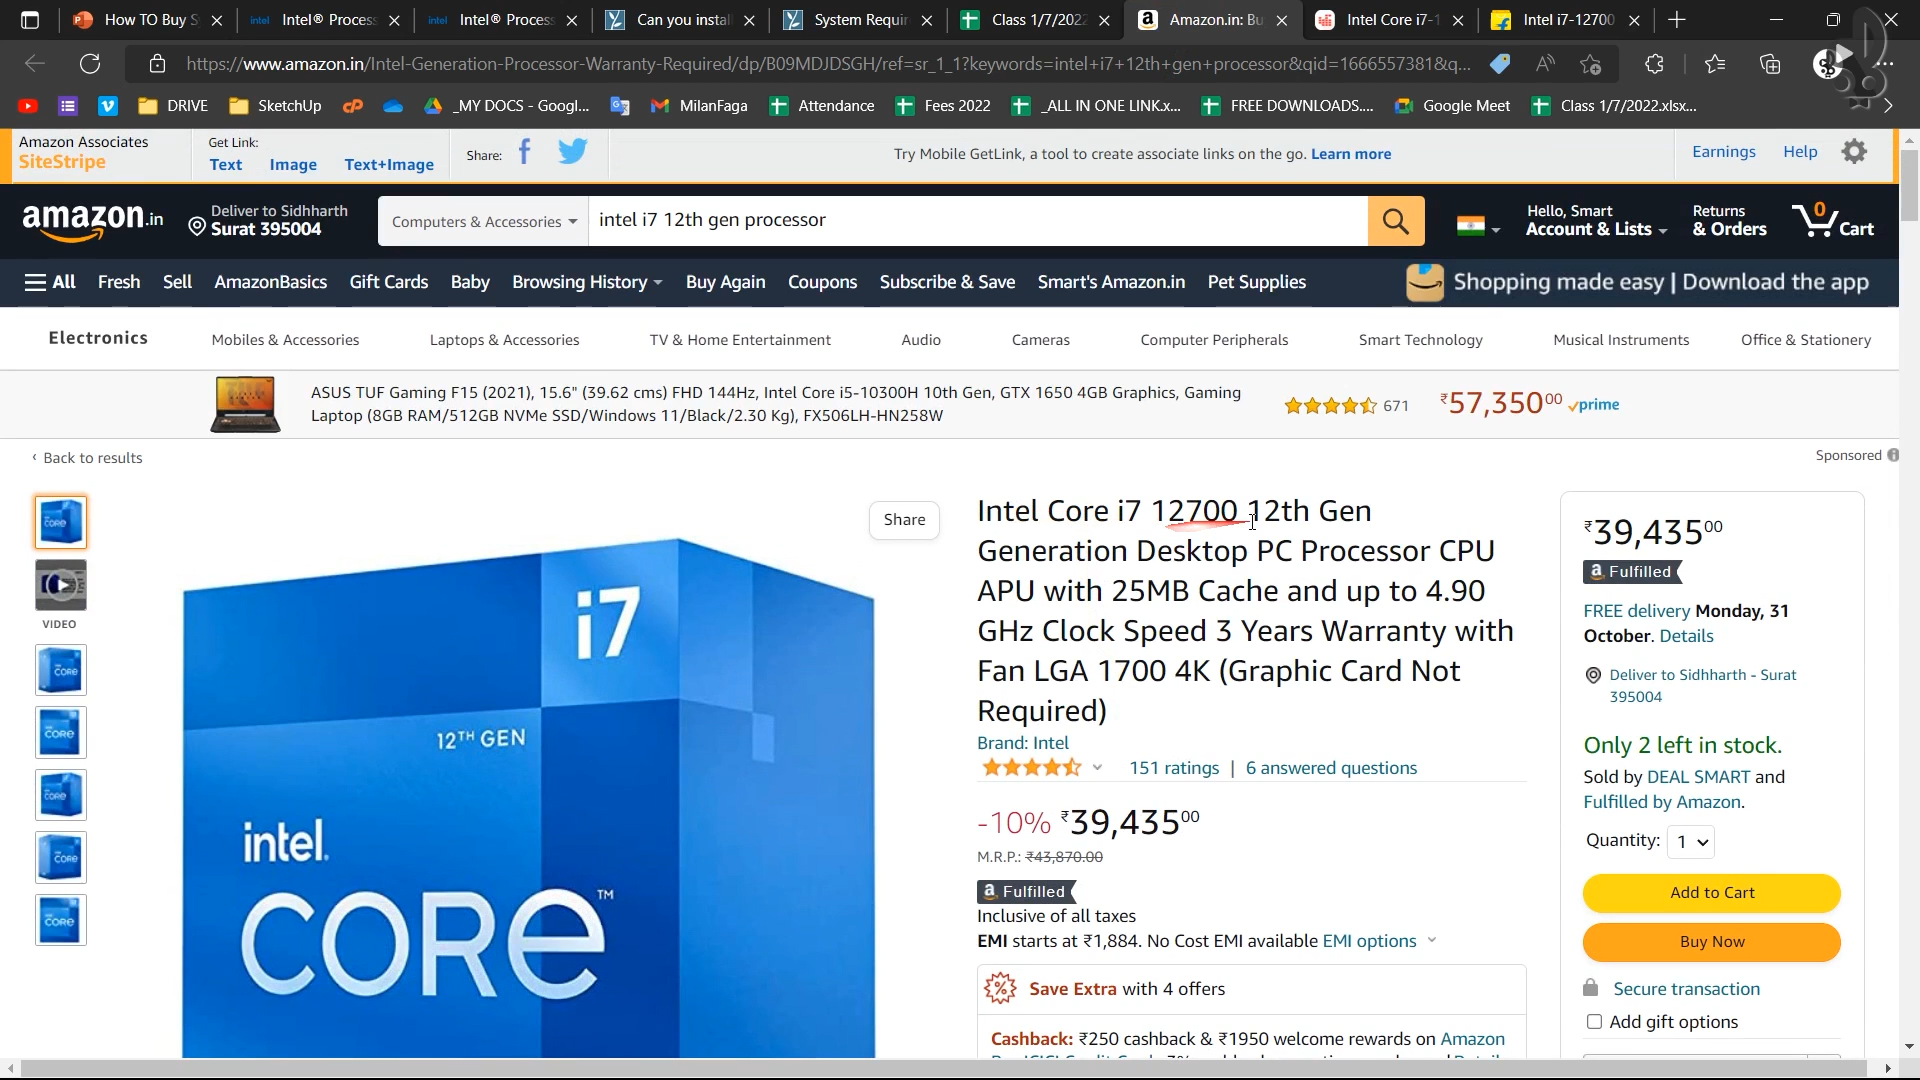 How TO Buy S
Intel® Process
Intel® Process
Can you install
System Requir
Class 1/7/2022
Amazon.in: Bu
Intel Core i7-1
Intel i7-12700
https://www.amazon.in/Intel-Generation-Processor-Warranty-Required/dp/B09MDJDSGH/ref=sr_1_1?keywords=intel+i7+12th+gen+processor&qid=1666557381&q...
DRIVE
SketchUp
_MY DOCS - Googl...
MilanFaga
Attendance
Fees 2022
_ALL IN ONE LINK.x...
FREE DOWNLOADS....
Google Meet
Class 1/7/2022.xlsx...
Amazon Associates
SiteStripe
Get Link:
Text Image Text+Image
Share:
Try Mobile GetLink, a tool to create associate links on the go. Learn more
Earnings Help
amazon.in
Deliver to Sidhharth
Surat 395004
Computers & Accessories
intel i7 12th gen processor
Hello, Smart
Account & Lists
Returns
& Orders
0
Cart
All Fresh Sell AmazonBasics Gift Cards Baby Browsing History Buy Again Coupons Subscribe & Save Smart's Amazon.in Pet Supplies
Shopping made easy | Download the app
Electronics Mobiles & Accessories Laptops & Accessories TV & Home Entertainment Audio Cameras Computer Peripherals Smart Technology Musical Instruments Office & Stationery
ASUS TUF Gaming F15 (2021), 15.6" (39.62 cms) FHD 144Hz, Intel Core i5-10300H 10th Gen, GTX 1650 4GB Graphics, Gaming
Laptop (8GB RAM/512GB NVMe SSD/Windows 11/Black/2.30 Kg), FX506LH-HN258W
671
₹57,350⁰⁰ prime
‹ Back to results
Sponsored
VIDEO
Share
i7
12TH GEN
intel.
CORE™
Intel Core i7 12700 12th Gen
Generation Desktop PC Processor CPU
APU with 25MB Cache and up to 4.90
GHz Clock Speed 3 Years Warranty with
Fan LGA 1700 4K (Graphic Card Not
Required)
Brand: Intel
151 ratings | 6 answered questions
-10% ₹39,435⁰⁰
M.R.P.: ₹43,870.00
a Fulfilled
Inclusive of all taxes
EMI starts at ₹1,884. No Cost EMI available EMI options
Save Extra with 4 offers
Cashback: ₹250 cashback & ₹1950 welcome rewards on Amazon
₹39,435⁰⁰
a Fulfilled
FREE delivery Monday, 31
October. Details
Deliver to Sidhharth - Surat
395004
Only 2 left in stock.
Sold by DEAL SMART and
Fulfilled by Amazon.
Quantity: 1
Add to Cart
Buy Now
Secure transaction
Add gift options